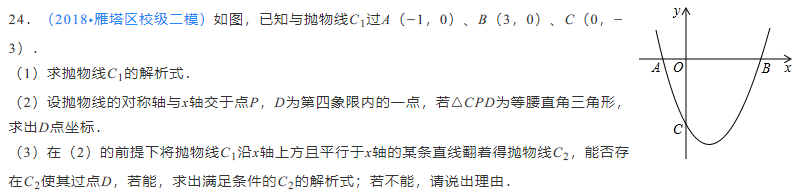 24．（2018•雁塔区校级二模）如图，已知与抛物线C₁过A（−1，0）、B（3，0）、C（0，−
3）．
（1）求抛物线C₁的解析式．
（2）设抛物线的对称轴与x轴交于点P，D为第四象限内的一点，若△CPD为等腰直角三角形，
求出D点坐标．
（3）在（2）的前提下将抛物线C₁沿x轴上方且平行于x轴的某条直线翻着得抛物线C₂，能否存
在C₂使其过点D，若能，求出满足条件的C₂的解析式；若不能，请说出理由．
y
A
O
B
x
C